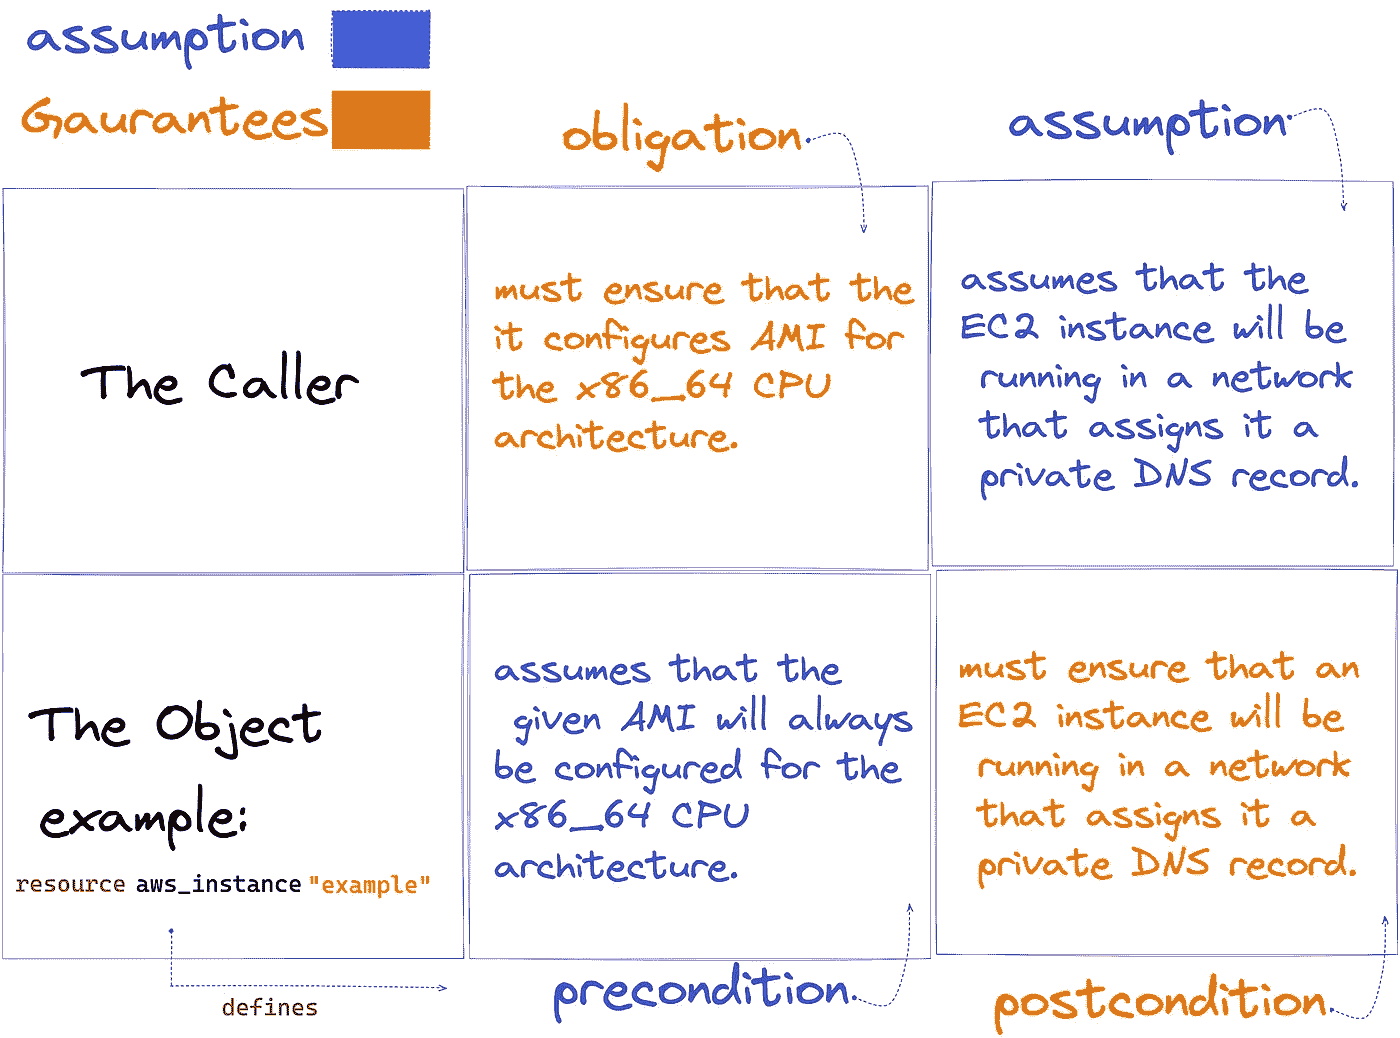 assumption
Gaurantees
obligation
assumption
The Caller
must ensure that the
it configures AMI for
the x86_64 CPU
architecture.
assumes that the
EC2 instance will be
running in a network
that assigns it a
private DNS record.
The Object
example:
resource aws_instance "example"
defines
assumes that the
given AMI will always
be configured for the
x86_64 CPU
architecture.
must ensure that an
EC2 instance will be
running in a network
that assigns it a
private DNS record.
precondition
postcondition